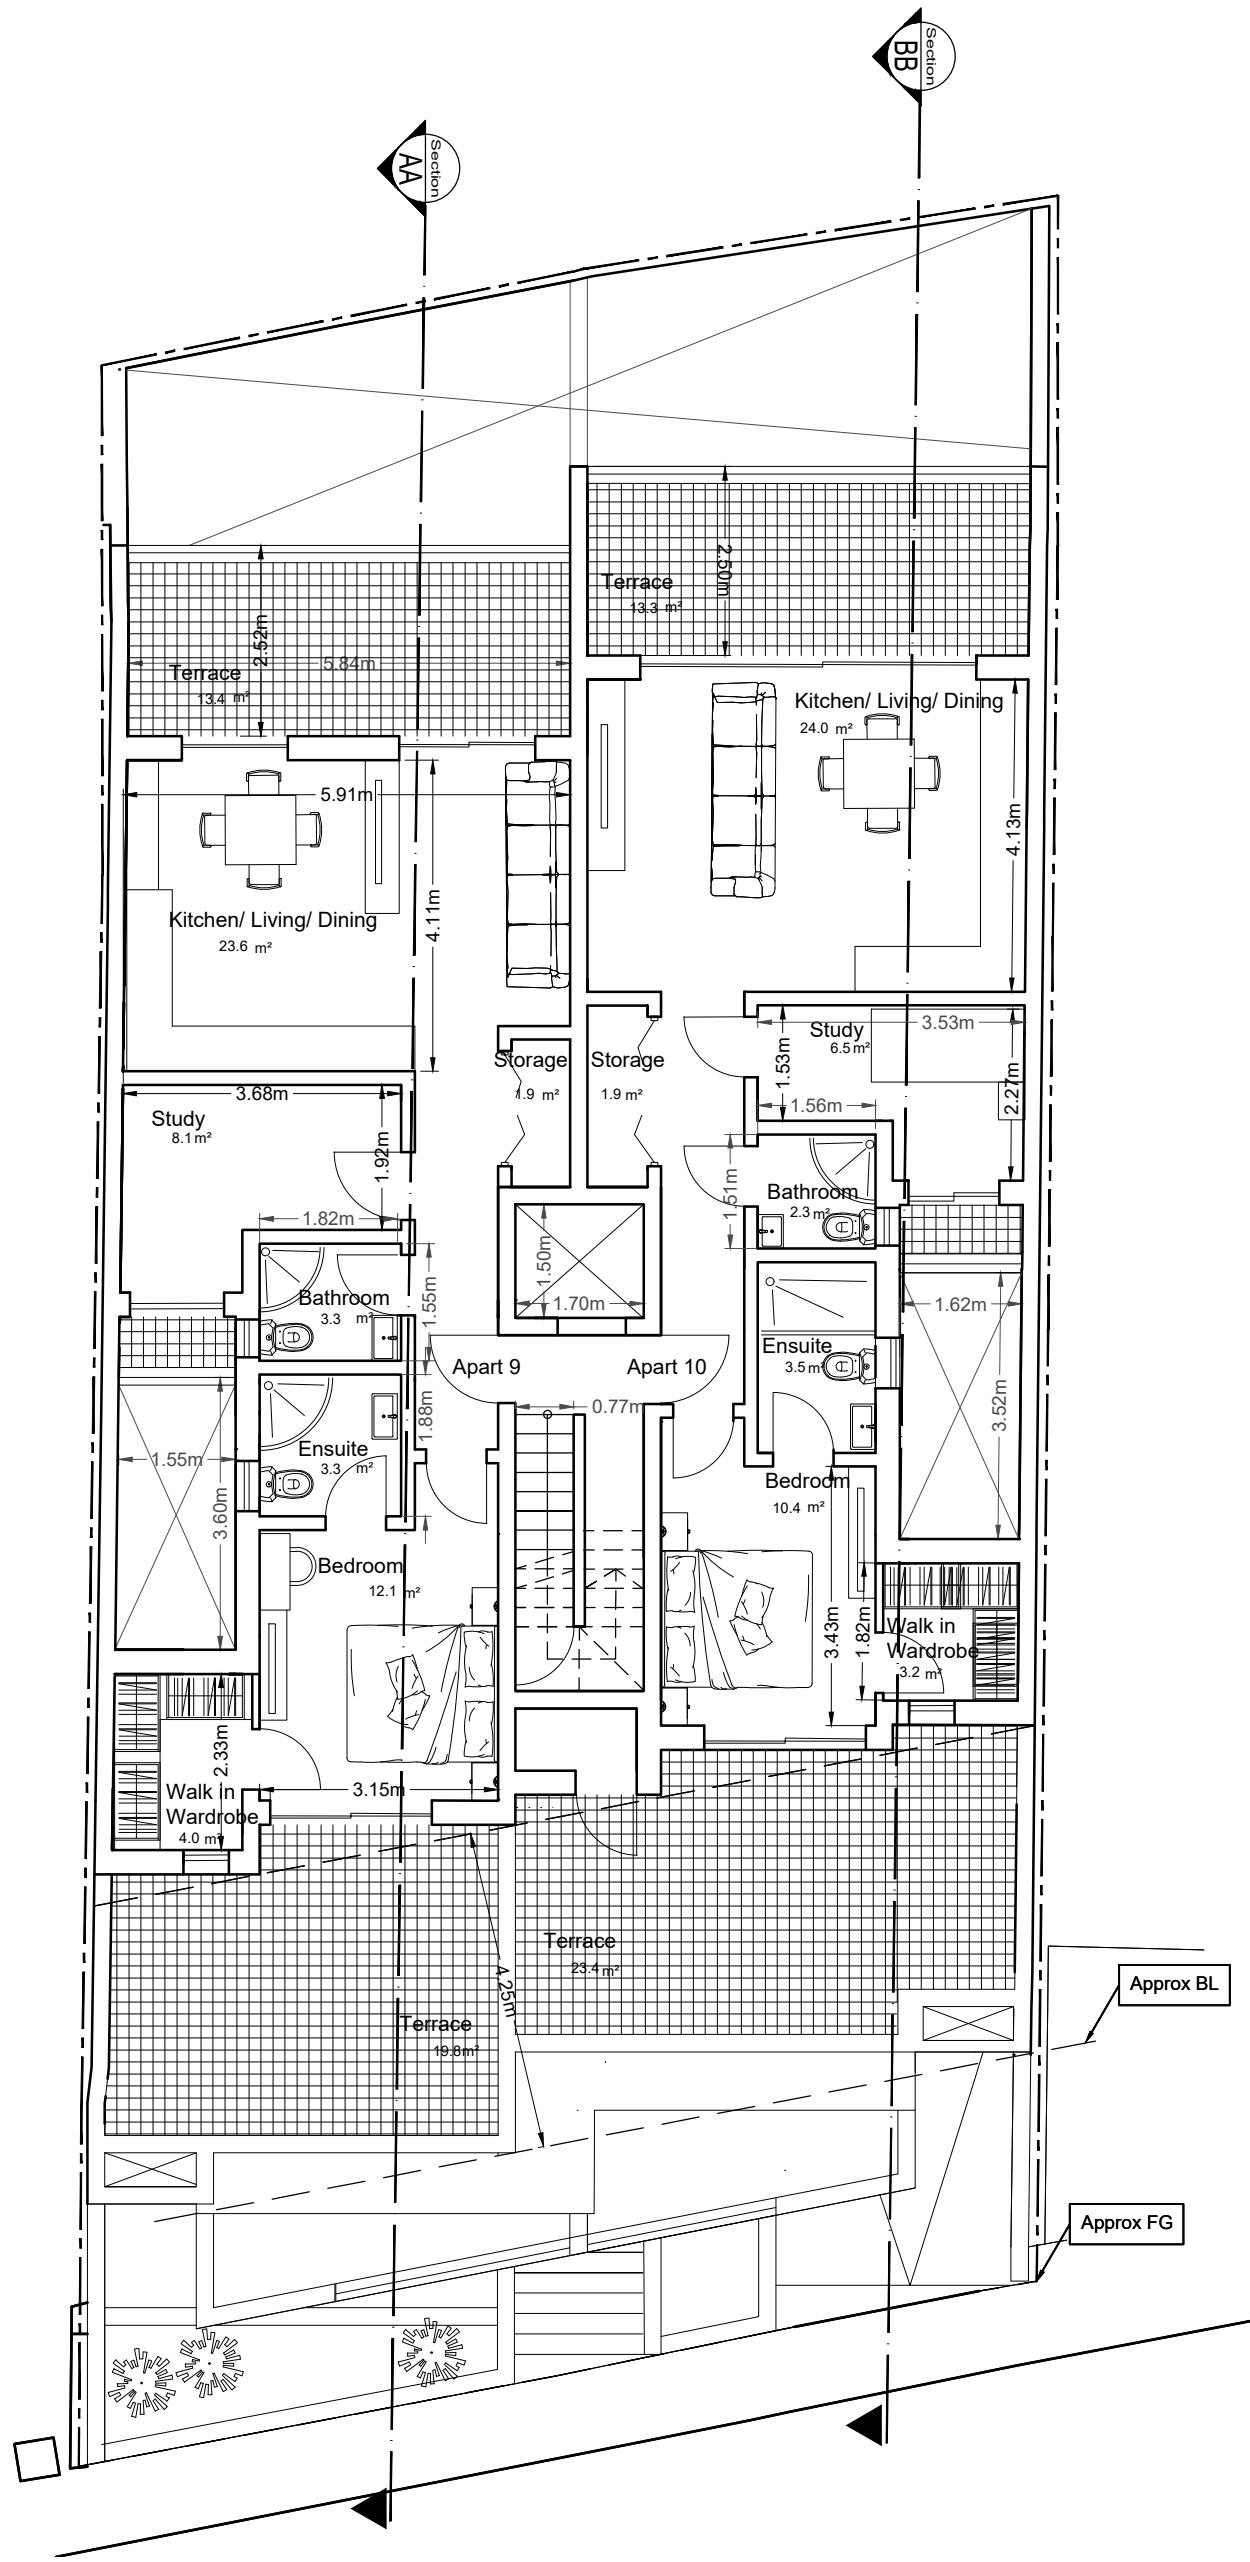 Section
BB
Section
AA
2.50m
Terrace
13.3 m²
2.52m
5.84m
Terrace
13.4 m²
Kitchen/ Living/ Dining
24.0 m²
5.91m
4.13m
4.11m
Kitchen/ Living/ Dining
23.6 m²
Study
6.5 m²
3.53m
1.53m
2.27m
Storage
1.9 m²
Storage
1.9 m²
3.68m
1.56m
Study
8.1 m²
1.92m
1.51m
Bathroom
2.3 m²
1.82m
1.50m
1.70m
1.62m
Bathroom
3.3 m²
1.55m
Ensuite
3.5 m²
Apart 9
Apart 10
3.52m
0.77m
1.88m
Ensuite
3.3 m²
1.55m
3.60m
Bedroom
10.4 m²
Bedroom
12.1 m²
3.43m
1.82m
Walk in
Wardrobe
3.2 m²
2.33m
3.15m
Walk in
Wardrobe
4.0 m²
Terrace
23.4 m²
4.25m
Terrace
19.8m²
Approx BL
Approx FG